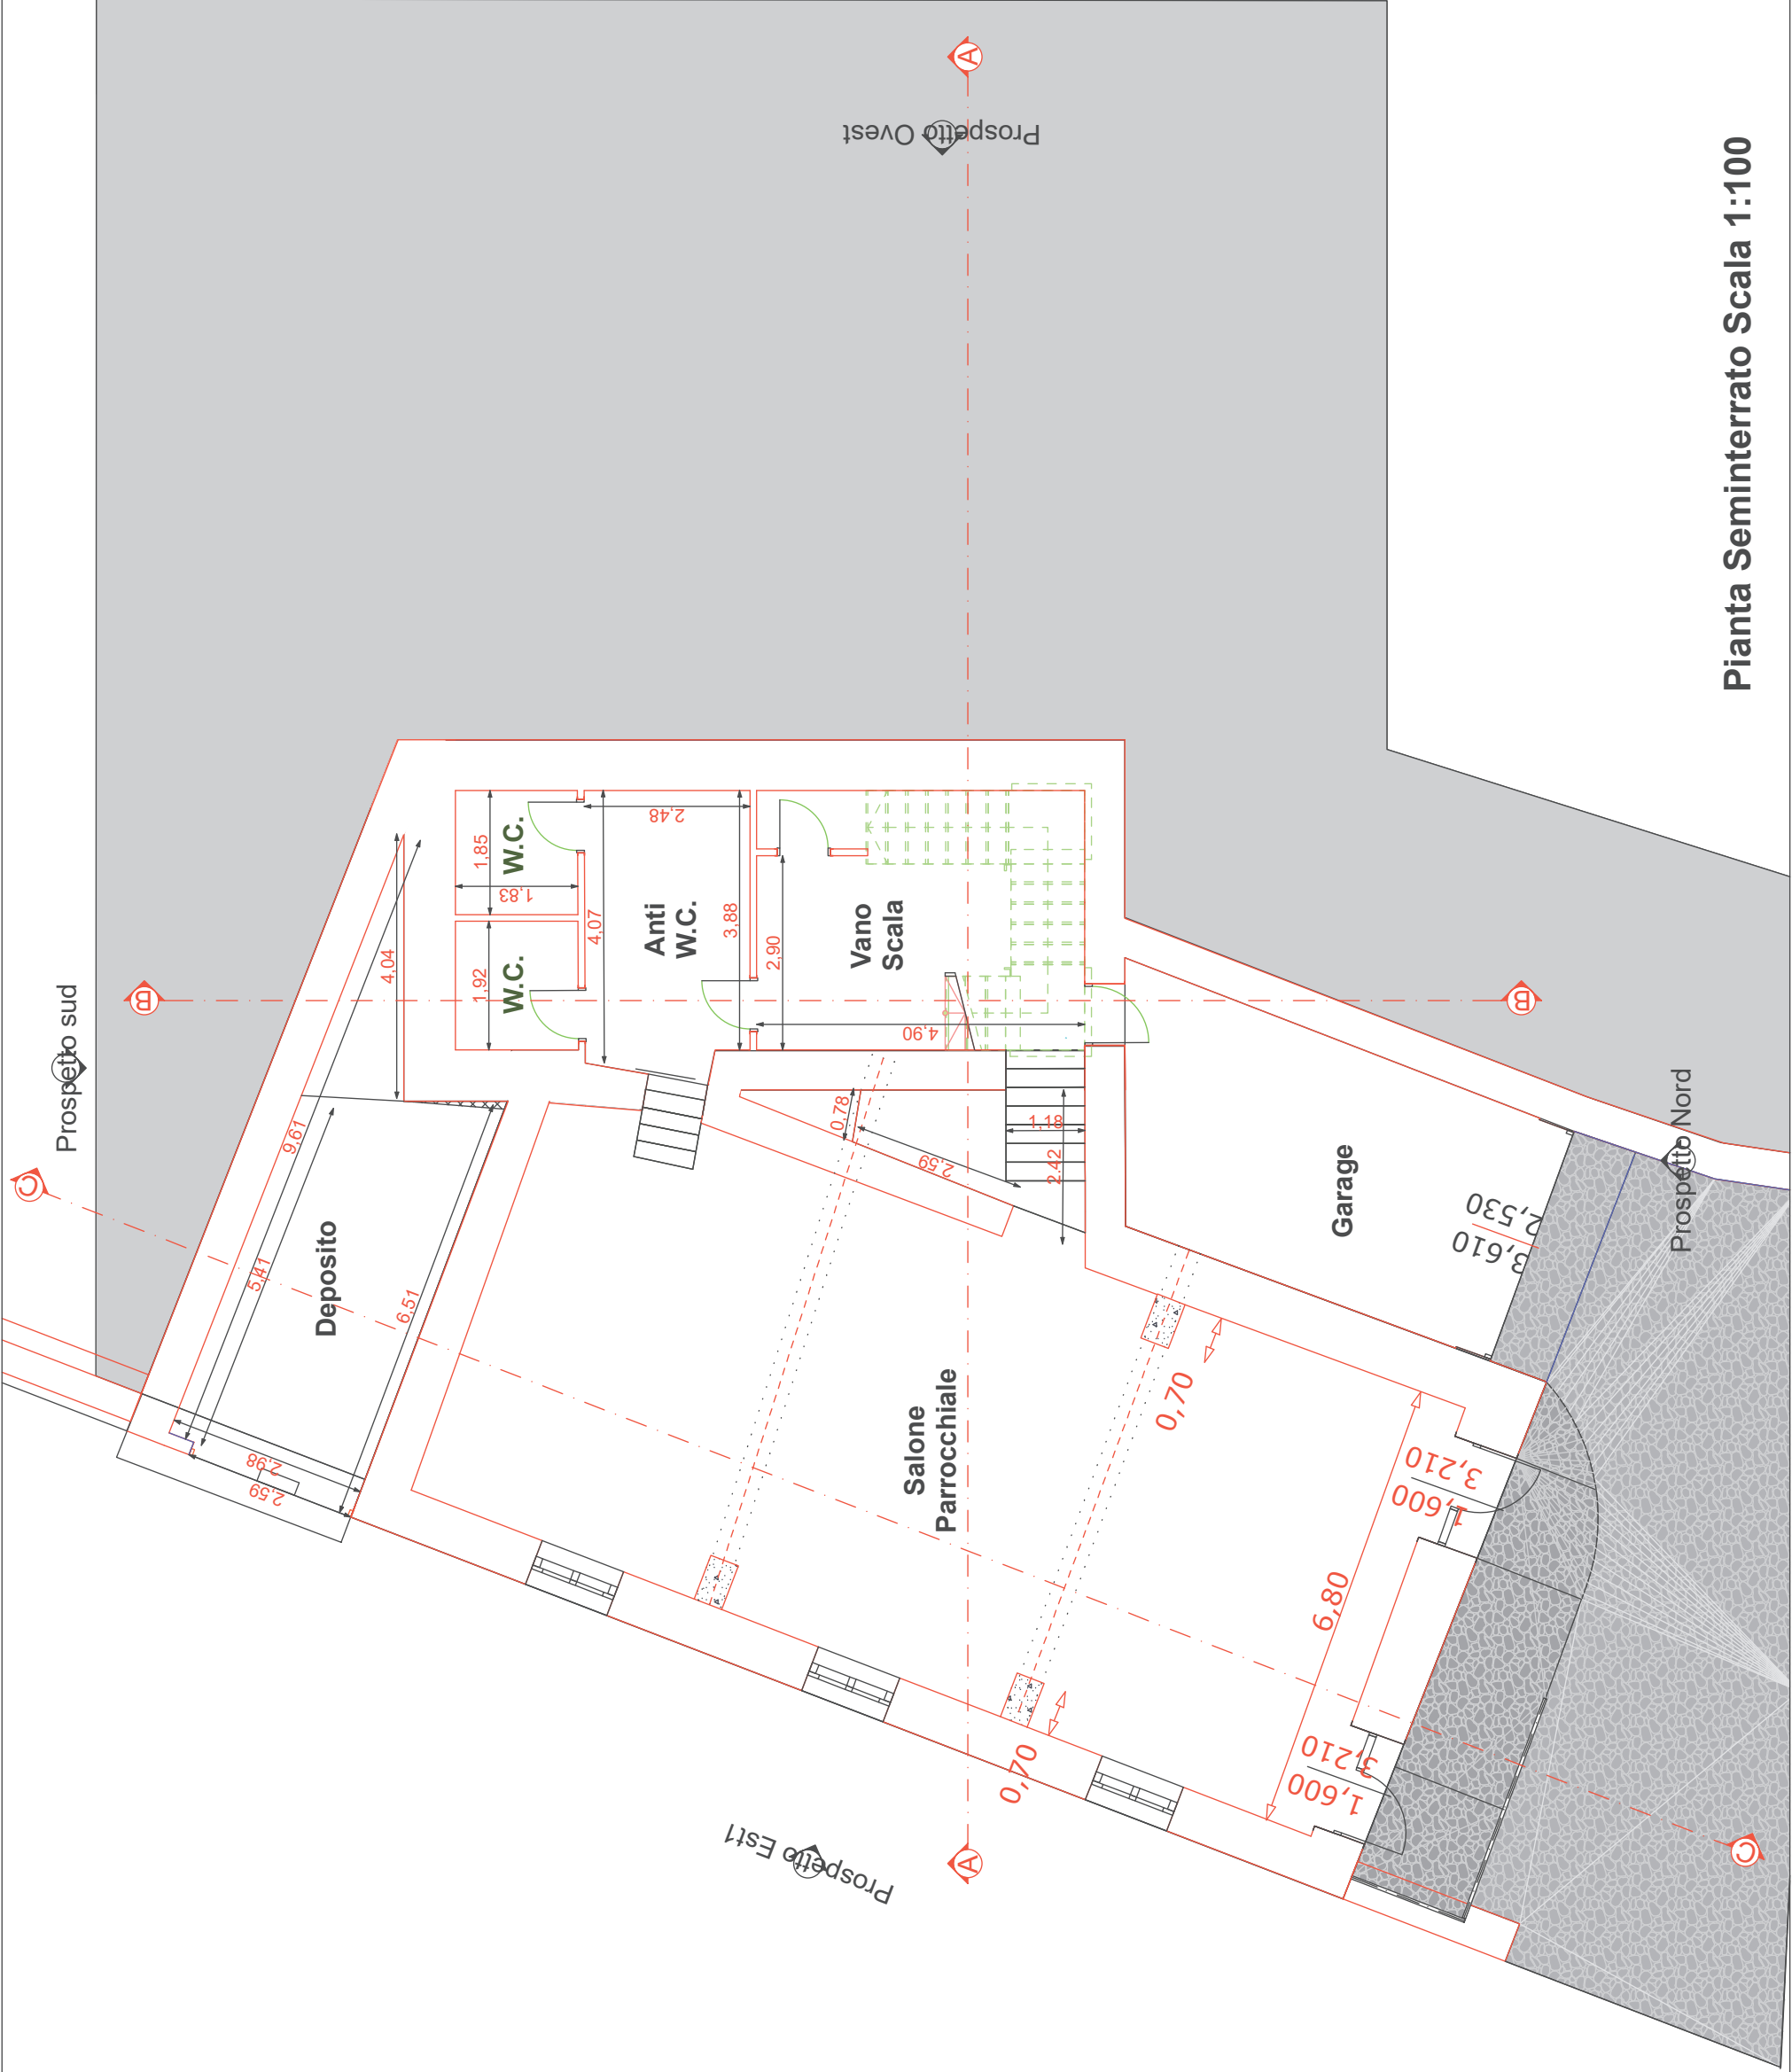 A
Prospetto Ovest
Pianta Seminterrato Scala 1:100
Prospetto sud
B
C
9,61
4,04
1,85
W.C.
1,83
1,92
W.C.
4,07
2,48
Anti
W.C.
3,88
2,90
Vano
Scala
4,90
B
Deposito
5,41
6,51
2,98
2,59
0,78
2,59
1,18
2,42
Garage
2,530
3,610
Prospetto Nord
Salone
Parrocchiale
0,70
0,70
6,80
3,210
1,600
3,210
1,600
Prospetto Est1
A
C